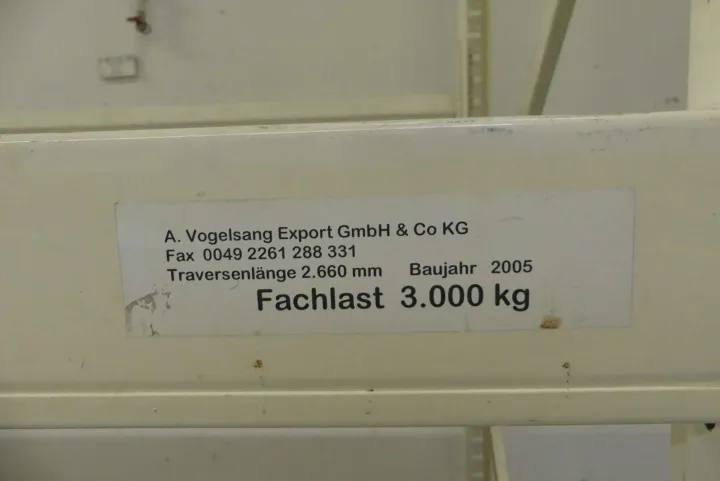 A. Vogelsang Export GmbH & Co KG
Fax 0049 2261 288 331
Traversenlänge 2.660 mm Baujahr 2005
Fachlast 3.000 kg